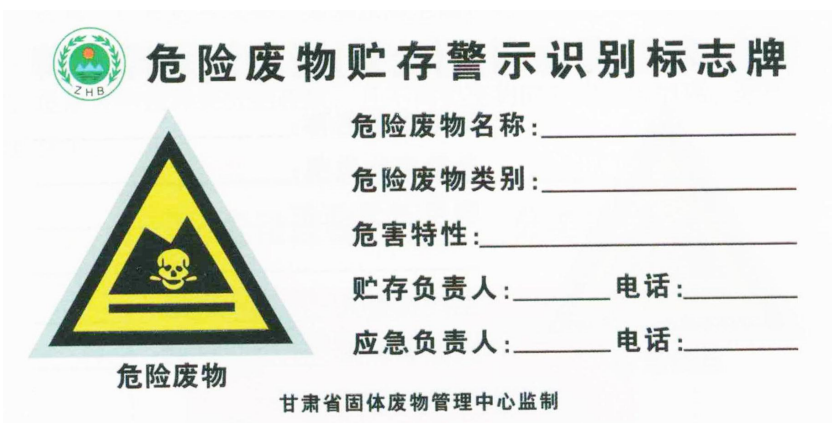 危险废物贮存警示识别标志牌
ZHB
危险废物名称:
危险废物类别:
危害特性:
贮存负责人: 电话:
应急负责人: 电话:
危险废物
甘肃省固体废物管理中心监制